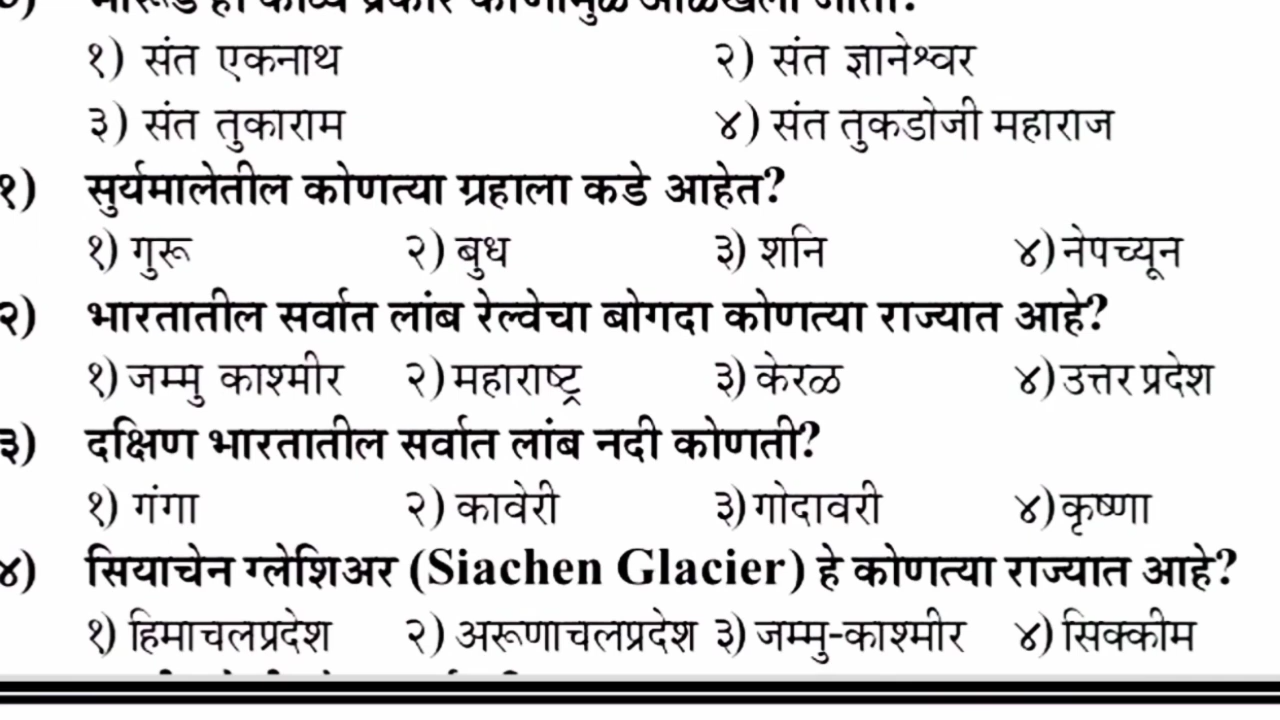 भारूड हा काव्य प्रकार कोणामुळे ओळखला जातो?
१) संत एकनाथ २) संत ज्ञानेश्वर
३) संत तुकाराम ४) संत तुकडोजी महाराज
१) सुर्यमालेतील कोणत्या ग्रहाला कडे आहेत?
१) गुरू २) बुध ३) शनि ४) नेपच्यून
२) भारतातील सर्वात लांब रेल्वेचा बोगदा कोणत्या राज्यात आहे?
१) जम्मु काश्मीर २) महाराष्ट्र ३) केरळ ४) उत्तर प्रदेश
३) दक्षिण भारतातील सर्वात लांब नदी कोणती?
१) गंगा २) कावेरी ३) गोदावरी ४) कृष्णा
४) सियाचेन ग्लेशिअर (Siachen Glacier) हे कोणत्या राज्यात आहे?
१) हिमाचलप्रदेश २) अरूणाचलप्रदेश ३) जम्मु-काश्मीर ४) सिक्कीम